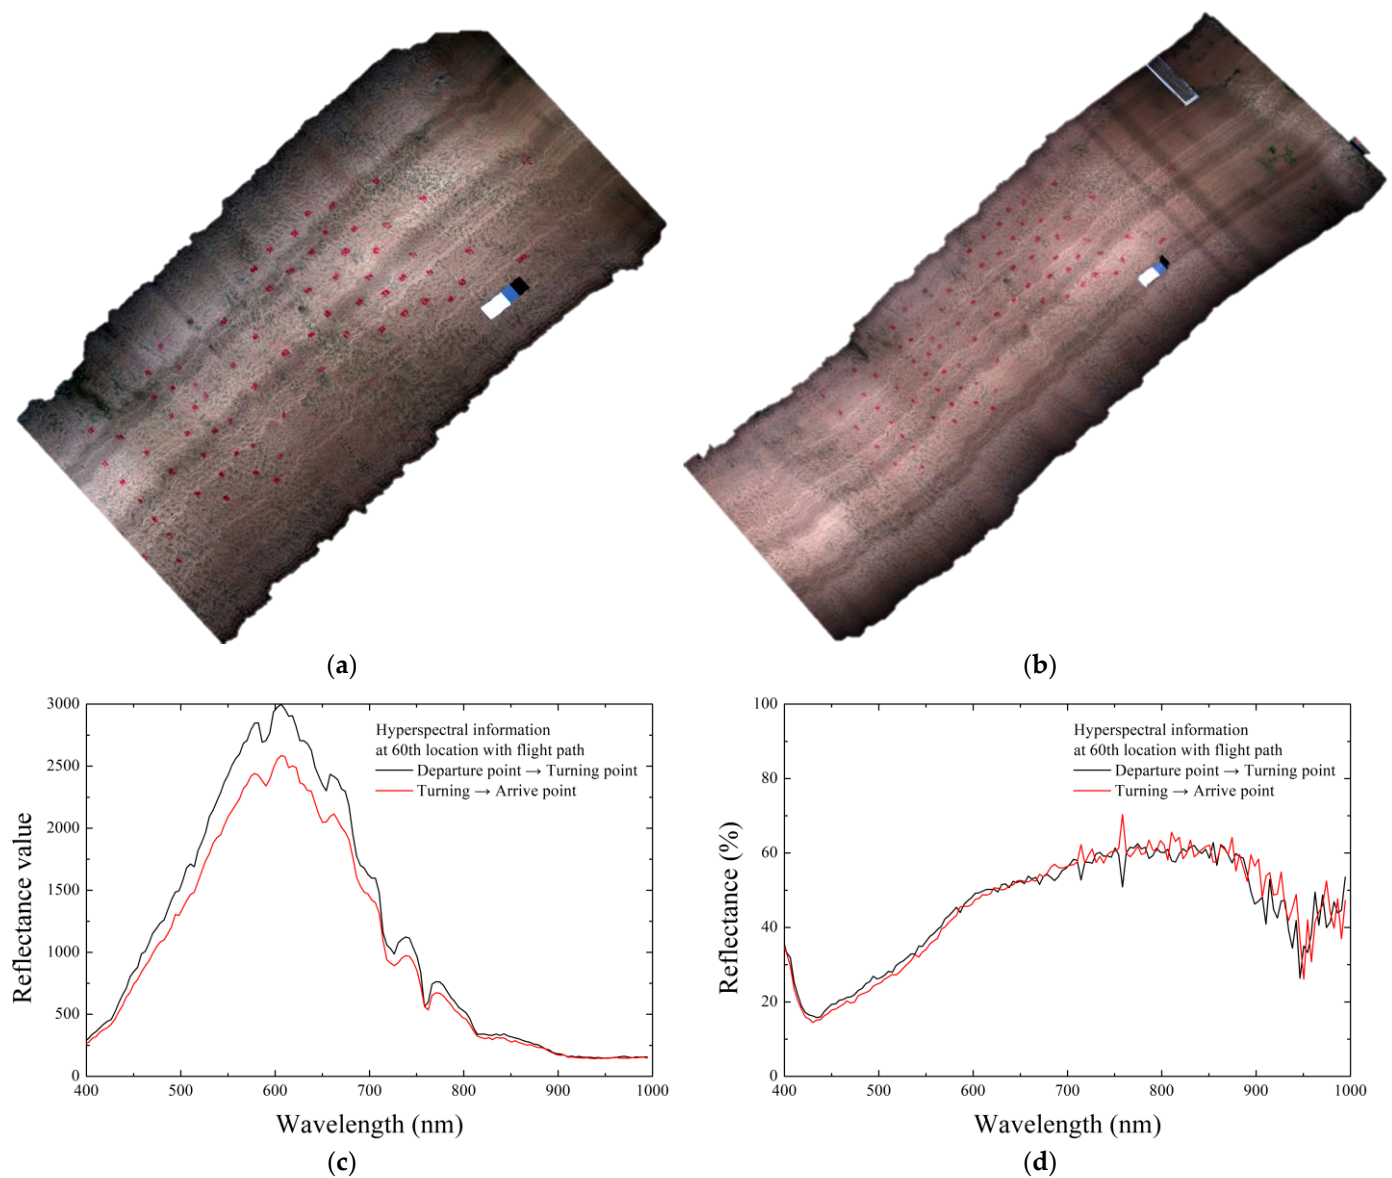 (a)
(b)
3000
2500
2000
1500
1000
500
0
Reflectance value
Hyperspectral information
at 60th location with flight path
Departure point → Turning point
Turning → Arrive point
400
500
600
700
800
900
1000
Wavelength (nm)
(c)
100
80
60
40
20
0
Reflectance (%)
Hyperspectral information
at 60th location with flight path
Departure point → Turning point
Turning → Arrive point
400
500
600
700
800
900
1000
Wavelength (nm)
(d)